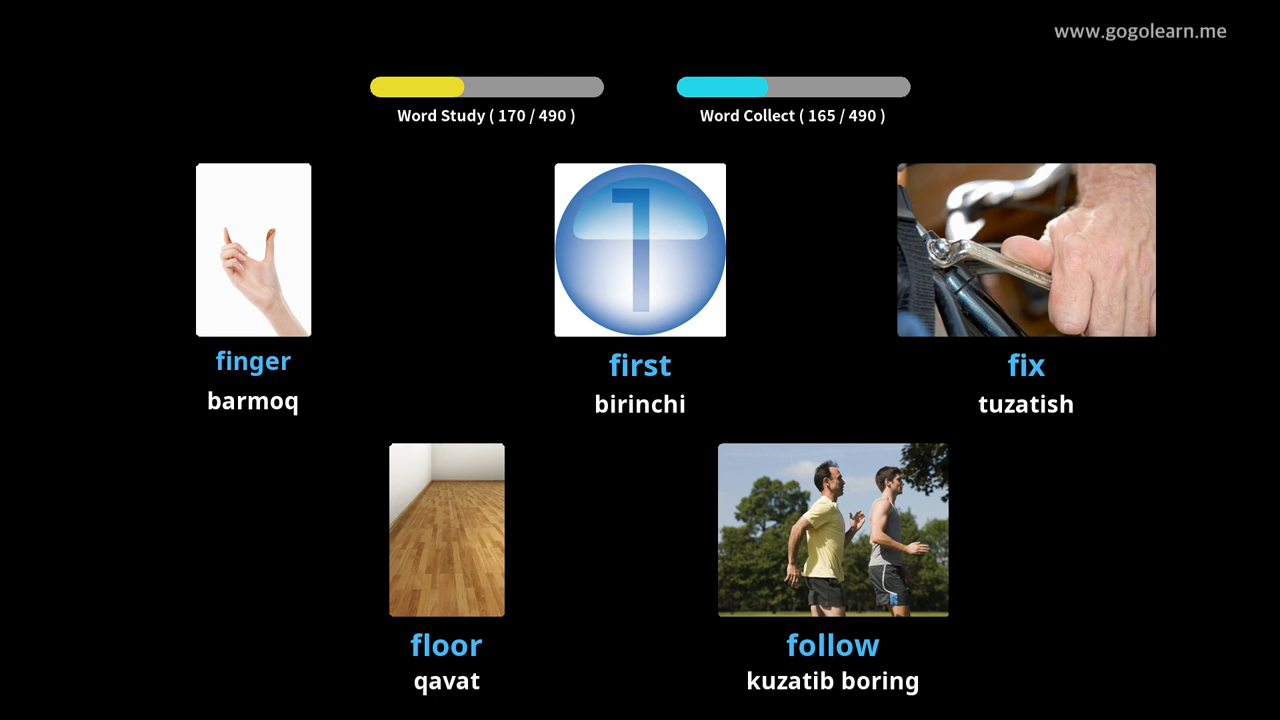 www.gogolearn.me
Word Study ( 170 / 490 )
Word Collect ( 165 / 490 )
1
finger
first
fix
barmoq
birinchi
tuzatish
floor
follow
qavat
kuzatib boring